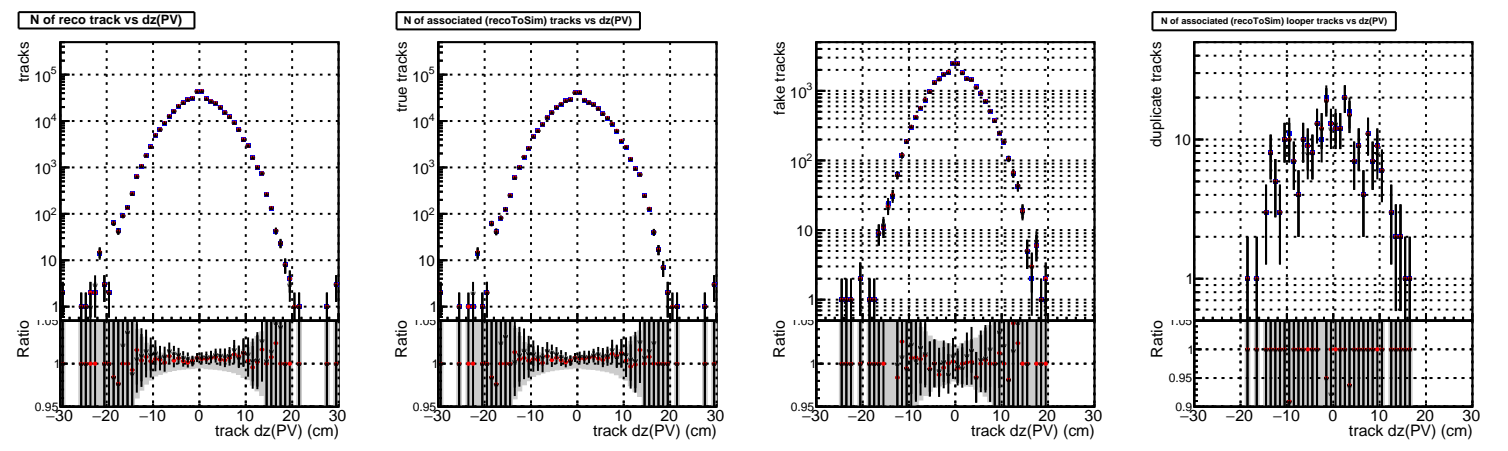 N of reco track vs dz(PV)
tracks
10^5
10^4
10^3
10^2
10
1
Ratio
1.05
1
0.95
−30 −20 −10 0 10 20 30
track dz(PV) (cm)
N of associated (recoToSim) tracks vs dz(PV)
true tracks
10^5
10^4
10^3
10^2
10
1
Ratio
1.05
1
0.95
−30 −20 −10 0 10 20 30
track dz(PV) (cm)
fake tracks
10^3
10^2
10
1
Ratio
1.05
1
0.95
−30 −20 −10 0 10 20 30
track dz(PV) (cm)
N of associated (recoToSim) looper tracks vs dz(PV)
duplicate tracks
10
1
Ratio
1.05
1
0.95
0.9
−30 −20 −10 0 10 20 30
track dz(PV) (cm)